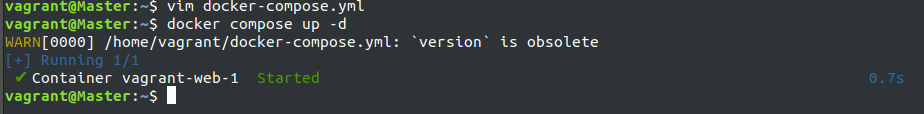 vagrant@Master:~$ vim docker-compose.yml
vagrant@Master:~$ docker compose up -d
WARN[0000] /home/vagrant/docker-compose.yml: `version` is obsolete
[+] Running 1/1
✔ Container vagrant-web-1  Started 0.7s
vagrant@Master:~$